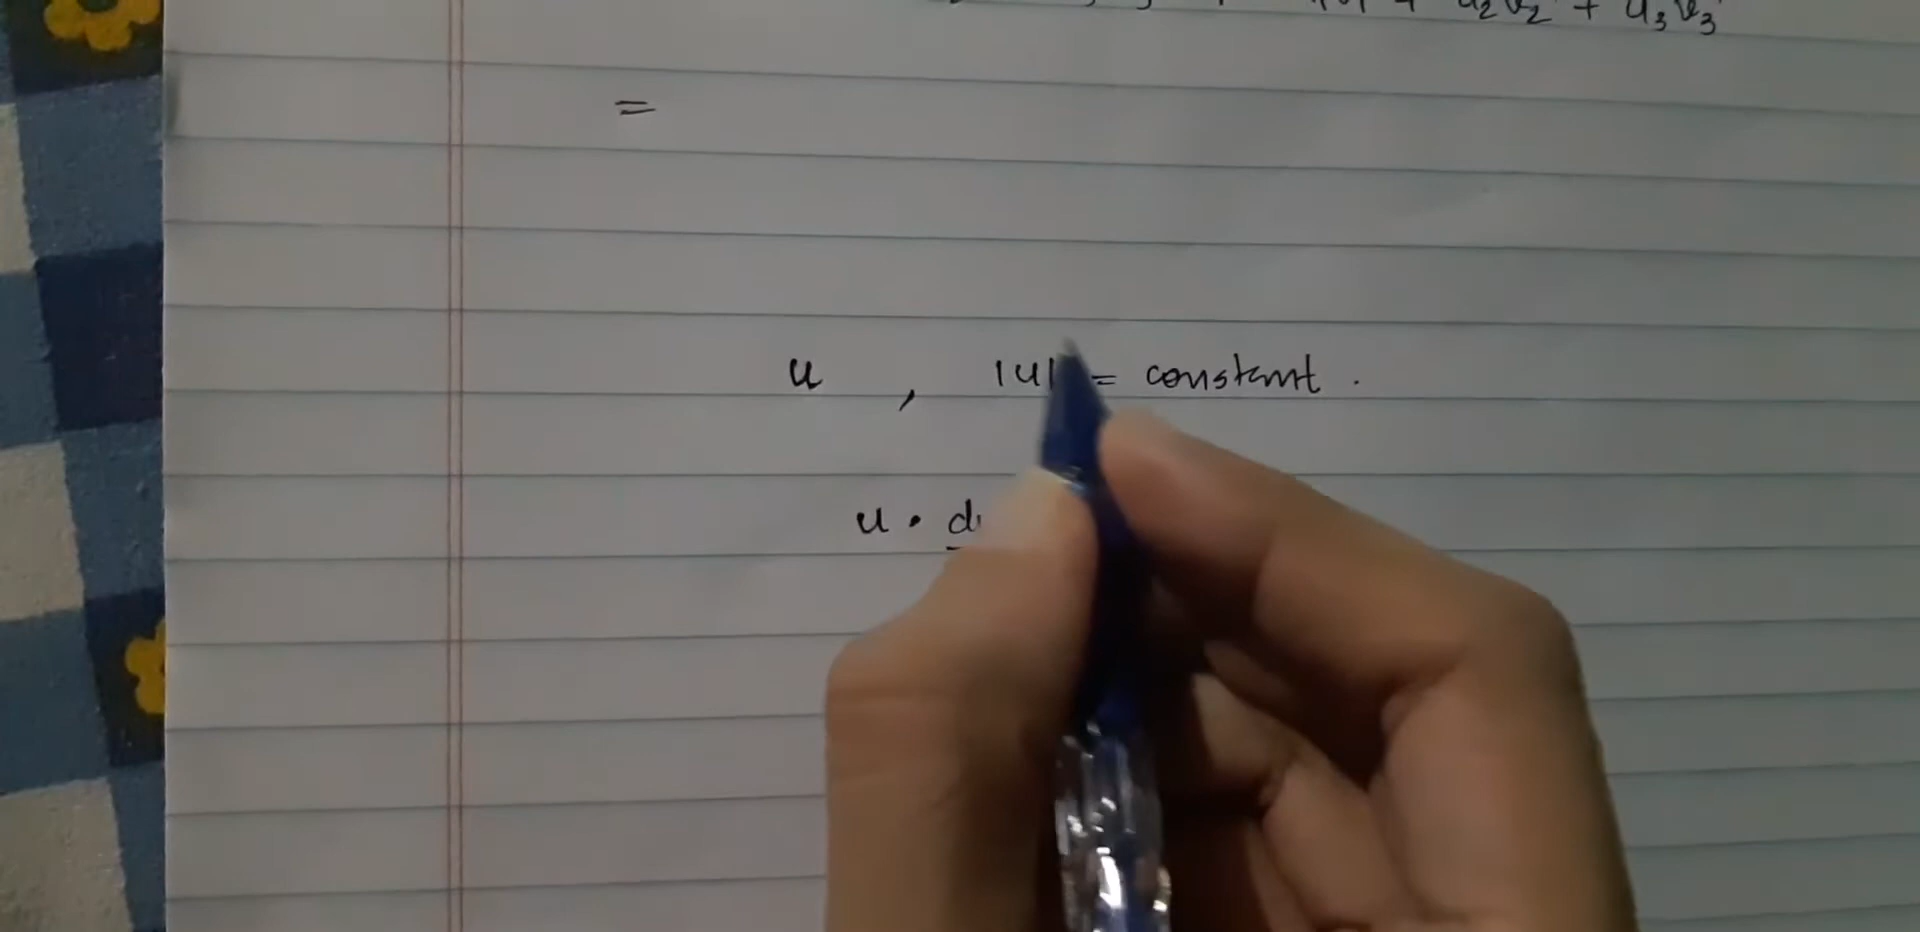 u₂v₂ + u₃v₃
=
u , |u| = constant .
u · d